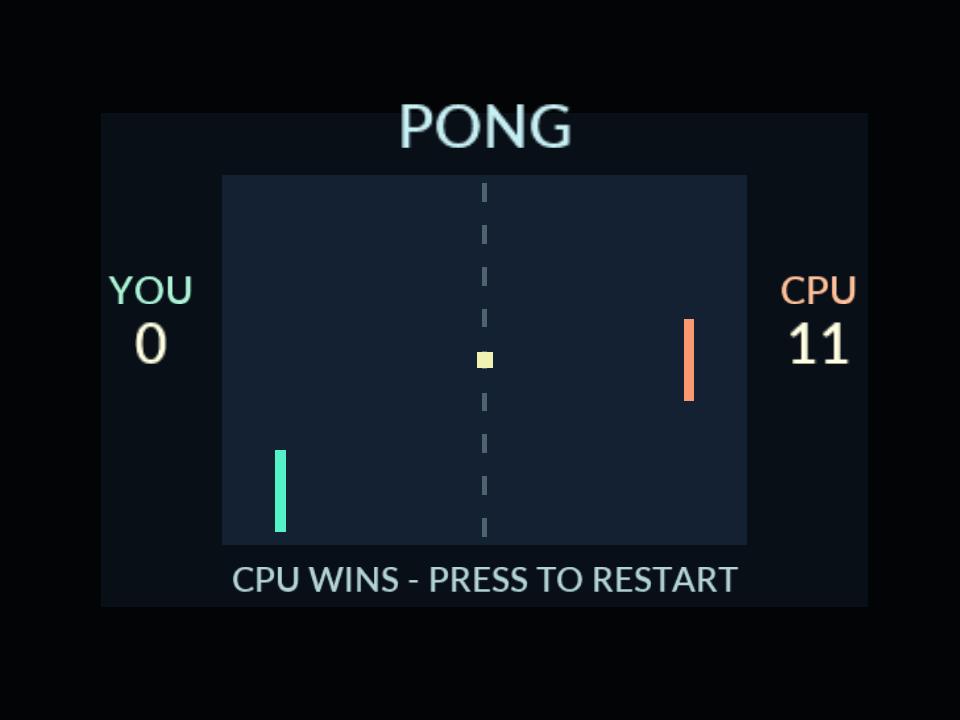 PONG
YOU
0
CPU
11
CPU WINS - PRESS TO RESTART